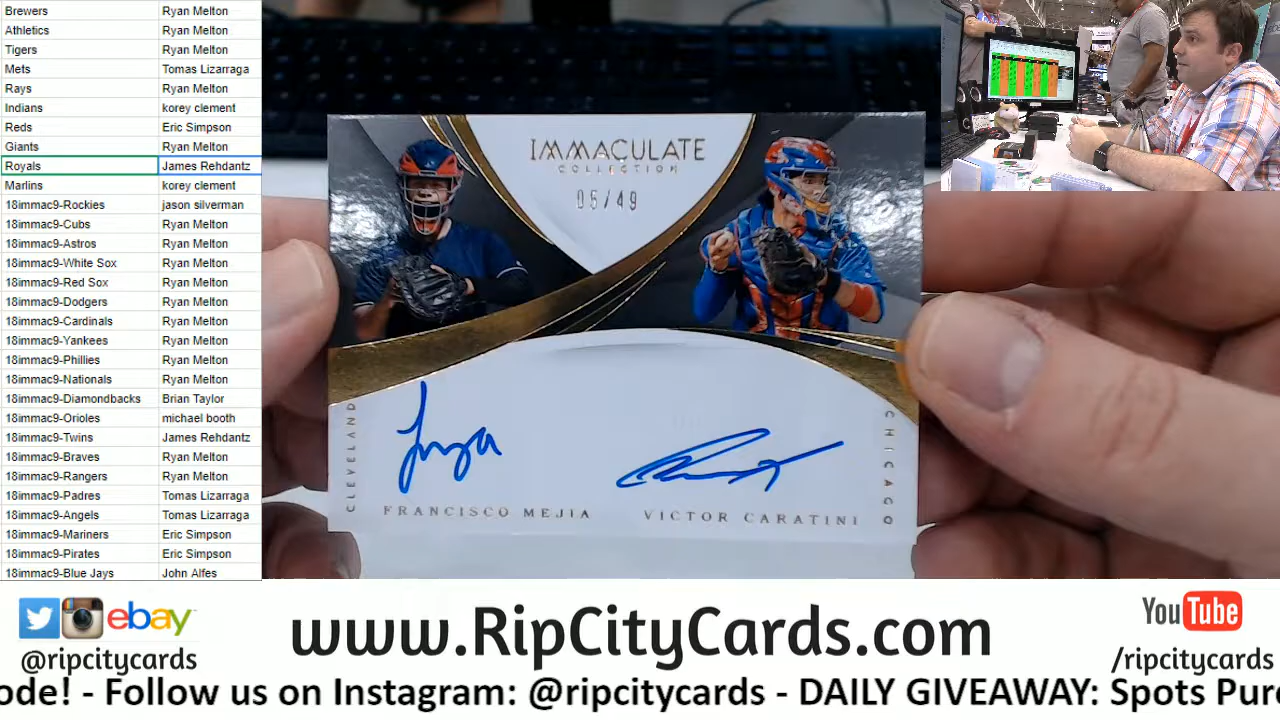 Brewers Ryan Melton
Athletics Ryan Melton
Tigers Ryan Melton
Mets Tomas Lizarraga
Rays Ryan Melton
Indians korey clement
Reds Eric Simpson
Giants Ryan Melton
Royals James Rehdantz
Marlins korey clement
18immac9-Rockies jason silverman
18immac9-Cubs Ryan Melton
18immac9-Astros Ryan Melton
18immac9-White Sox Ryan Melton
18immac9-Red Sox Ryan Melton
18immac9-Dodgers Ryan Melton
18immac9-Cardinals Ryan Melton
18immac9-Yankees Ryan Melton
18immac9-Phillies Ryan Melton
18immac9-Nationals Ryan Melton
18immac9-Diamondbacks Brian Taylor
18immac9-Orioles michael booth
18immac9-Twins James Rehdantz
18immac9-Braves Ryan Melton
18immac9-Rangers Ryan Melton
18immac9-Padres Tomas Lizarraga
18immac9-Angels Tomas Lizarraga
18immac9-Mariners Eric Simpson
18immac9-Pirates Eric Simpson
18immac9-Blue Jays John Alfes
IMMACULATE
COLLECTION
05/49
CLEVELAND
CHICAGO
FRANCISCO MEJIA
VICTOR CARATINI
ebay
@ripcitycards
www.RipCityCards.com
YouTube
/ripcitycards
ode! - Follow us on Instagram: @ripcitycards - DAILY GIVEAWAY: Spots Pur